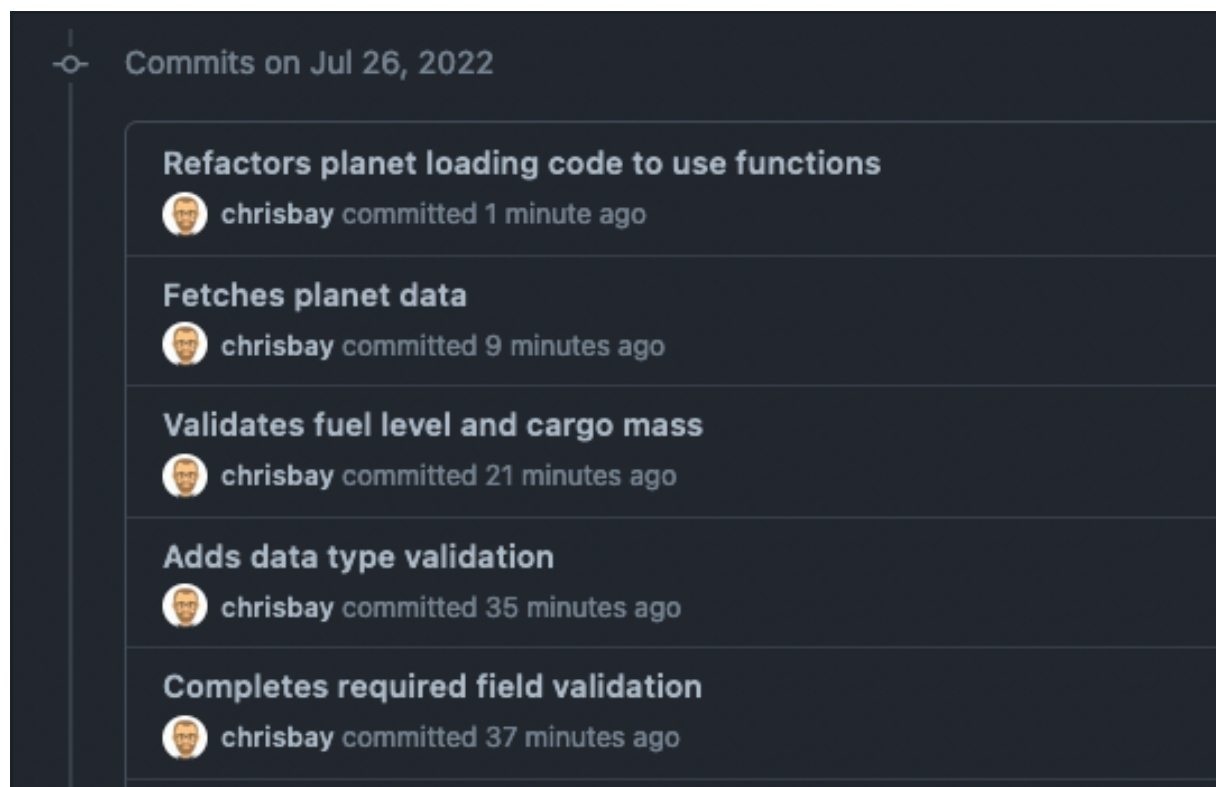 Commits on Jul 26, 2022
Refactors planet loading code to use functions
chrisbay committed 1 minute ago
Fetches planet data
chrisbay committed 9 minutes ago
Validates fuel level and cargo mass
chrisbay committed 21 minutes ago
Adds data type validation
chrisbay committed 35 minutes ago
Completes required field validation
chrisbay committed 37 minutes ago